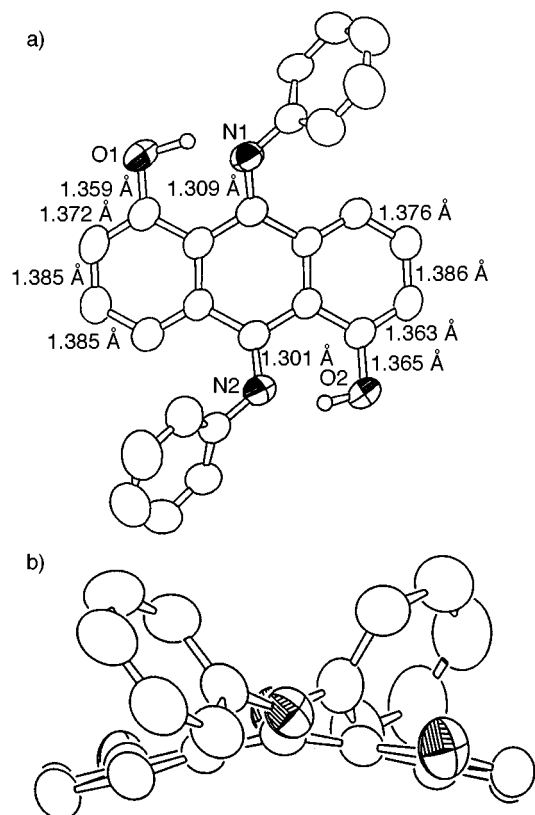 a)
N1
O1
1.359 Å
1.309 Å
1.372 Å
1.376 Å
1.385 Å
1.386 Å
1.385 Å
1.363 Å
1.301 Å
1.365 Å
N2
O2
b)